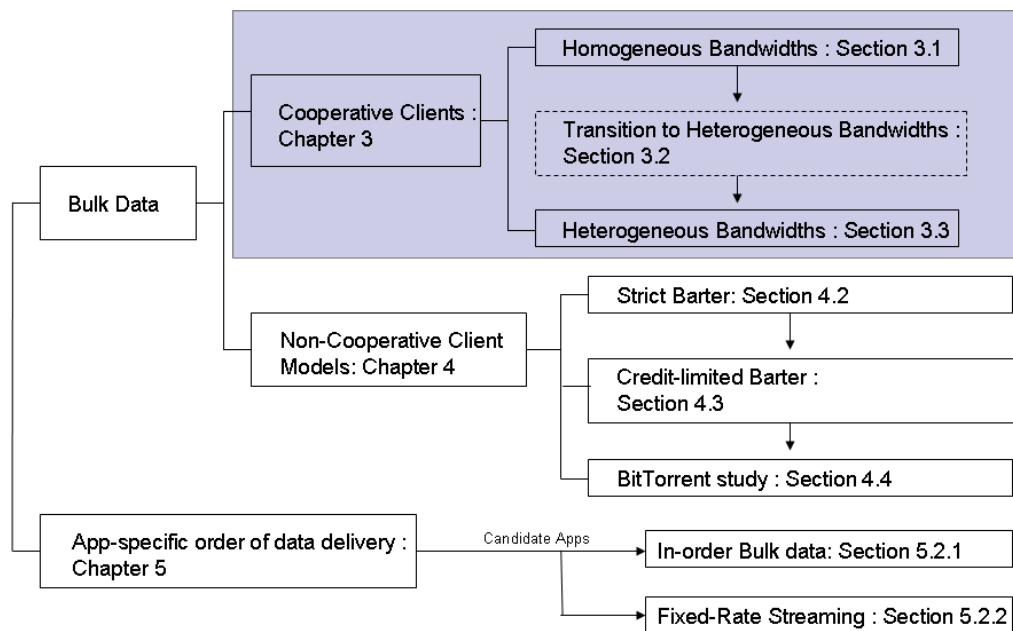 Homogeneous Bandwidths : Section 3.1
Cooperative Clients :
Chapter 3
Transition to Heterogeneous Bandwidths :
Section 3.2
Bulk Data
Heterogeneous Bandwidths : Section 3.3
Strict Barter: Section 4.2
Non-Cooperative Client
Models: Chapter 4
Credit-limited Barter :
Section 4.3
BitTorrent study : Section 4.4
App-specific order of data delivery :
Chapter 5
Candidate Apps
In-order Bulk data: Section 5.2.1
Fixed-Rate Streaming : Section 5.2.2